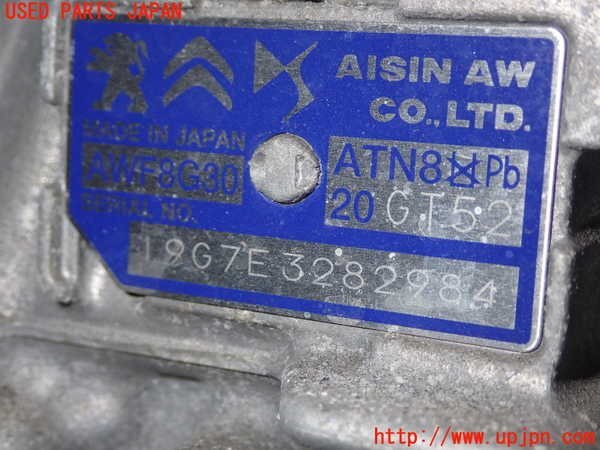 USED PARTS JAPAN
AISIN AW
CO.,LTD.
MADE IN JAPAN
AWF8G30
SERIAL NO.
ATN8 Pb
20 GT52
19G7E3282984
http://www.upjpn.com/